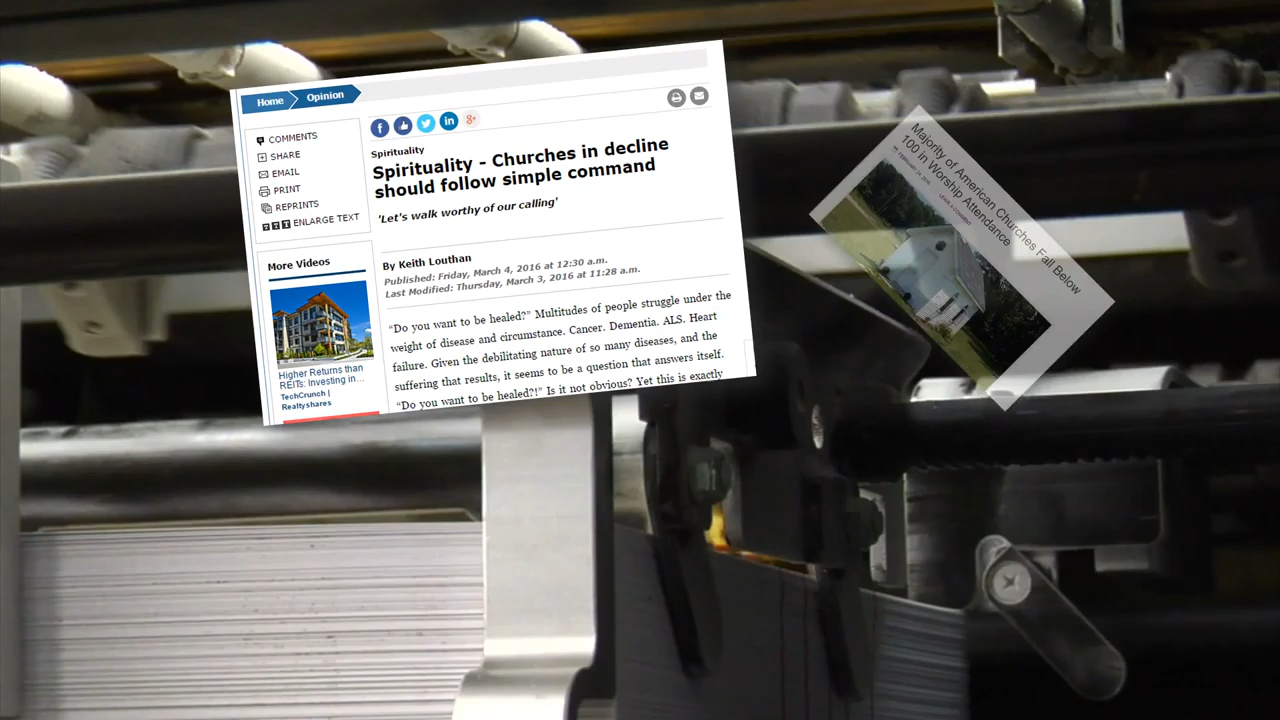 Home
Opinion
COMMENTS
SHARE
EMAIL
PRINT
REPRINTS
ENLARGE TEXT
More Videos
Higher Returns than
REITs: Investing in...
TechCrunch |
Realtyshares
Spirituality
Spirituality - Churches in decline
should follow simple command
'Let's walk worthy of our calling'
By Keith Louthan
Published: Friday, March 4, 2016 at 12:30 a.m.
Last Modified: Thursday, March 3, 2016 at 11:28 a.m.
“Do you want to be healed?” Multitudes of people struggle under the
weight of disease and circumstance. Cancer. Dementia. ALS. Heart
failure. Given the debilitating nature of so many diseases, and the
suffering that results, it seems to be a question that answers itself.
“Do you want to be healed?!” Is it not obvious? Yet this is exactly
Majority of American Churches Fall Below
100 in Worship Attendance
FEBRUARY 24, 2016
LEAVE A COMMENT